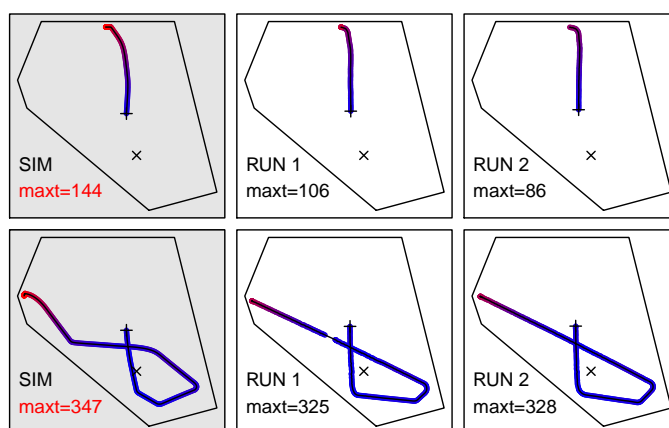 SIM
maxt=144
RUN 1
maxt=106
RUN 2
maxt=86
SIM
maxt=347
RUN 1
maxt=325
RUN 2
maxt=328